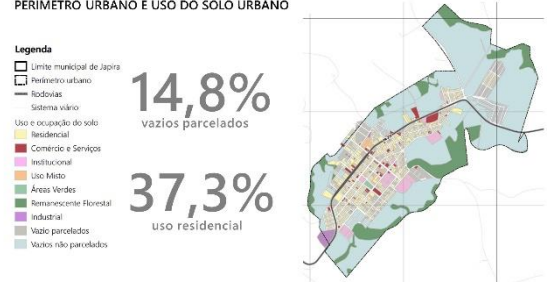 PERÍMETRO URBANO E USO DO SOLO URBANO
Legenda
Limite municipal de Japira
Perímetro urbano
Rodovias
Sistema viário
Uso e ocupação do solo
Residencial
Comércio e Serviços
Institucional
Uso Misto
Áreas Verdes
Remanescente Florestal
Industrial
Vazio parcelados
Vazios não parcelados
14,8%
vazios parcelados
37,3%
uso residencial